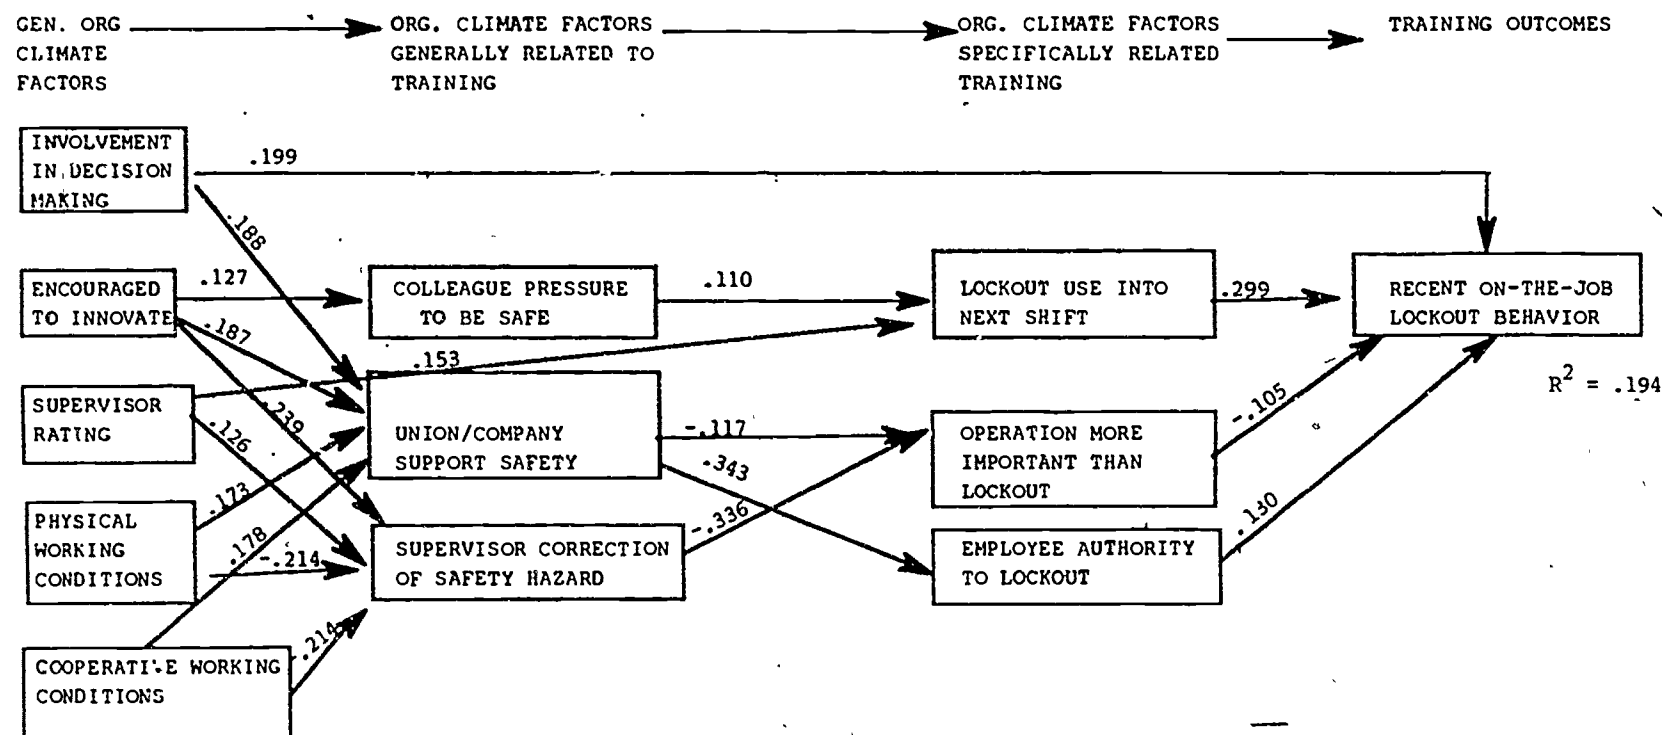 GEN. ORG
CLIMATE
FACTORS
ORG. CLIMATE FACTORS
GENERALLY RELATED TO
TRAINING
ORG. CLIMATE FACTORS
SPECIFICALLY RELATED
TRAINING
TRAINING OUTCOMES
INVOLVEMENT
IN DECISION
MAKING
.199
.188
ENCOURAGED
TO INNOVATE
.127
.187
.239
COLLEAGUE PRESSURE
TO BE SAFE
.110
LOCKOUT USE INTO
NEXT SHIFT
.299
RECENT ON-THE-JOB
LOCKOUT BEHAVIOR
R2 = .194
SUPERVISOR
RATING
.153
.126
UNION/COMPANY
SUPPORT SAFETY
-.117
.343
OPERATION MORE
IMPORTANT THAN
LOCKOUT
-.105
PHYSICAL
WORKING
CONDITIONS
.173
.178
-.214
SUPERVISOR CORRECTION
OF SAFETY HAZARD
-.336
EMPLOYEE AUTHORITY
TO LOCKOUT
.130
COOPERATIVE WORKING
CONDITIONS
-.214